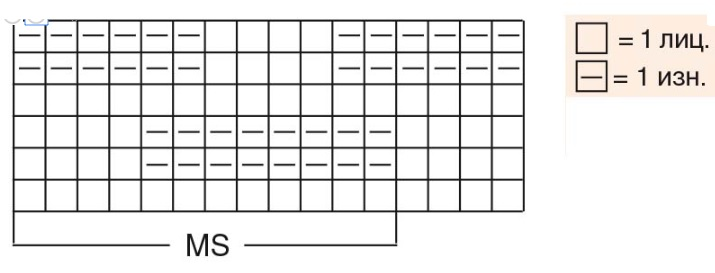 = 1 лиц.
= 1 изн.
MS